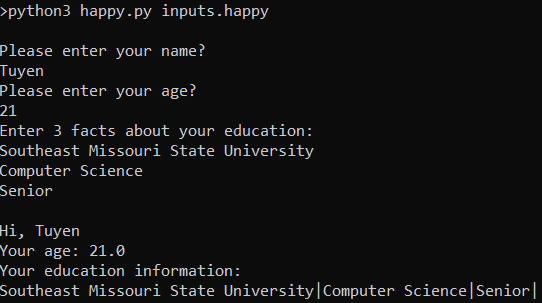 >python3 happy.py inputs.happy
Please enter your name?
Tuyen
Please enter your age?
21
Enter 3 facts about your education:
Southeast Missouri State University
Computer Science
Senior
Hi, Tuyen
Your age: 21.0
Your education information:
Southeast Missouri State University|Computer Science|Senior|